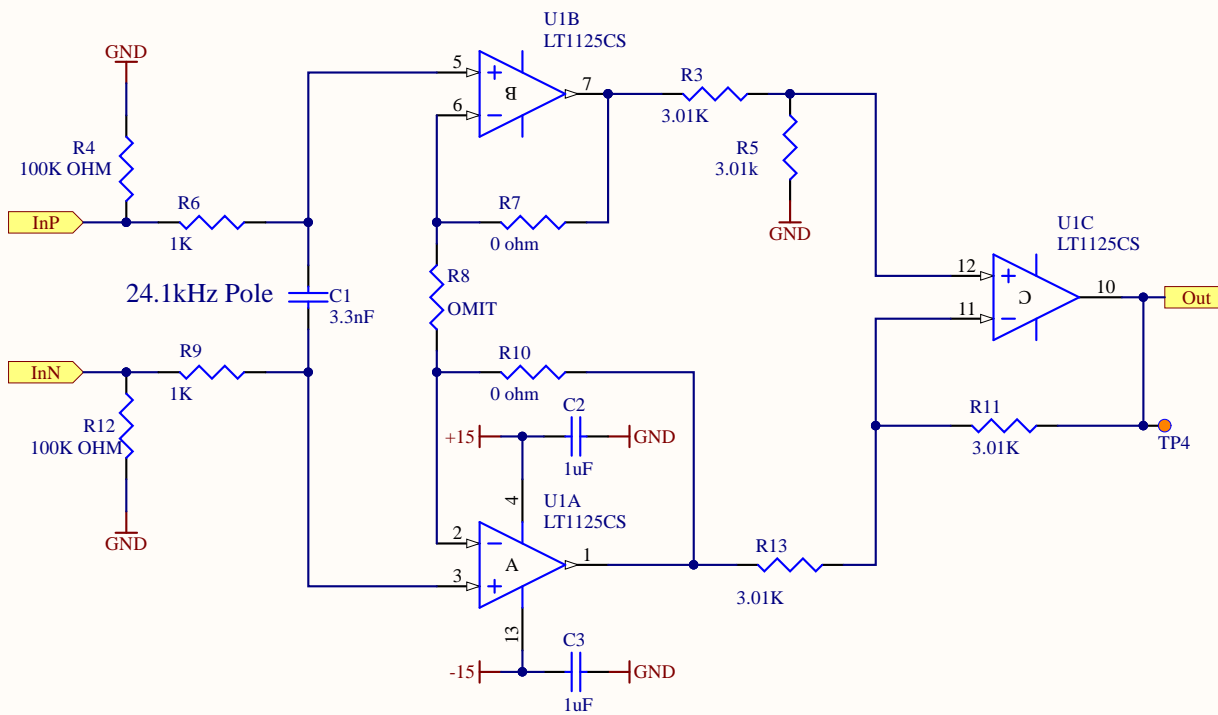 U1B
LT1125CS
GND
5
6
7
B
R3
3.01K
R4
100K OHM
R5
3.01k
GND
InP
R6
1K
R7
0 ohm
U1C
LT1125CS
12
11
10
C
Out
24.1kHz Pole
C1
3.3nF
R8
OMIT
InN
R9
1K
R10
0 ohm
R12
100K OHM
GND
C2
+15
GND
1uF
R11
3.01K
TP4
4
U1A
LT1125CS
2
3
1
A
R13
3.01K
13
C3
-15
GND
1uF